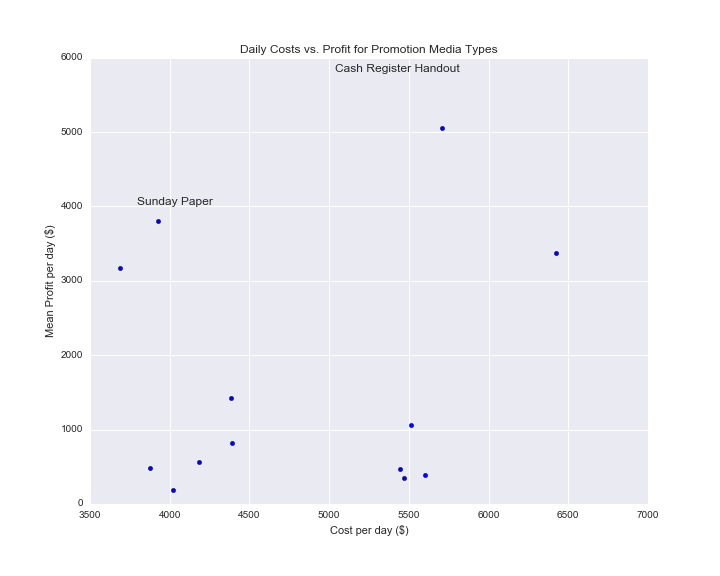 Daily Costs vs. Profit for Promotion Media Types
6000
Cash Register Handout
5000
Sunday Paper
4000
3000
2000
1000
0
Mean Profit per day ($)
3500 4000 4500 5000 5500 6000 6500 7000
Cost per day ($)